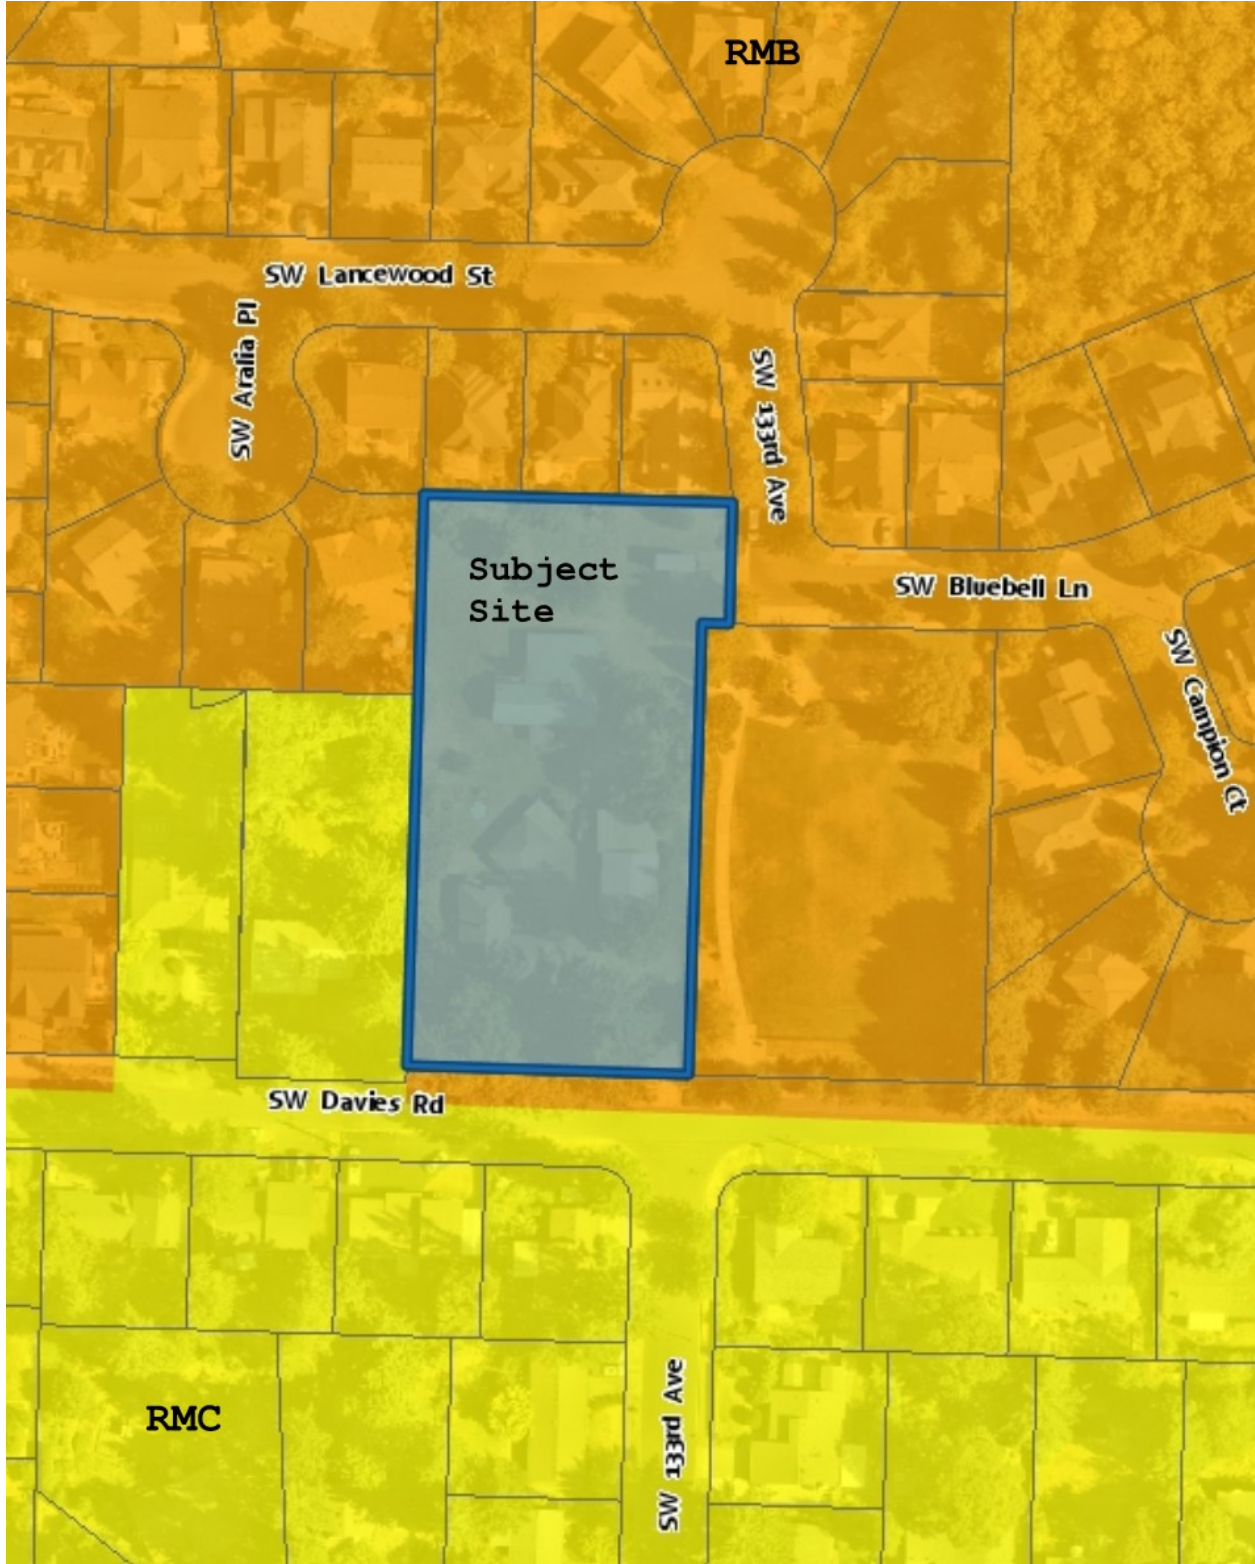 RMB
SW Lancewood St
SW Aralia Pl
SW 133rd Ave
Subject
Site
SW Bluebell Ln
SW Campion Ct
SW Davies Rd
SW 133rd Ave
RMC